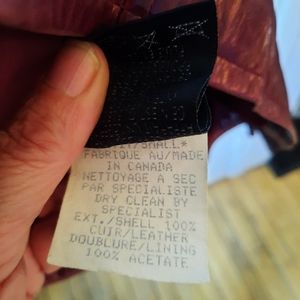 /SMALL*
FABRIQUE AU/MADE
IN CANADA
NETTOYAGE A SEC
PAR SPECIALISTE
DRY CLEAN BY
SPECIALIST
EXT./SHELL 100%
CUIR/LEATHER
DOUBLURE/LINING
100% ACETATE